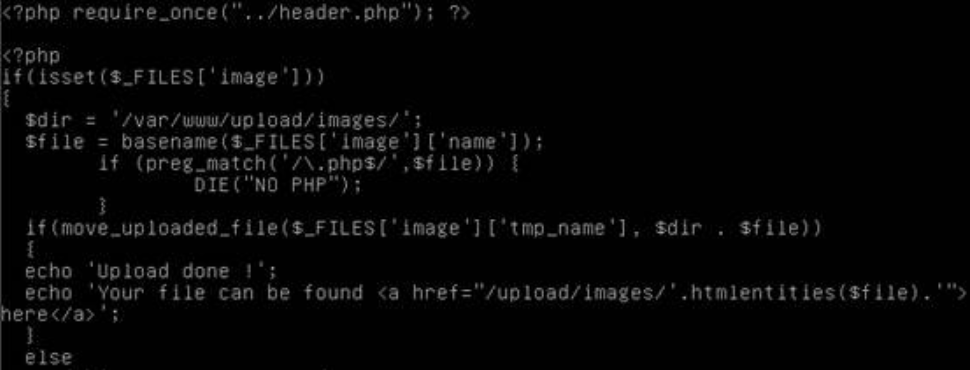 <?php require_once("../header.php"); ?>
<?php
if(isset($_FILES['image']))
{
$dir = '/var/www/upload/images/';
$file = basename($_FILES['image']['name']);
if (preg_match('/\.php$/',$file)) {
DIE("NO PHP");
}
if(move_uploaded_file($_FILES['image']['tmp_name'], $dir . $file))
{
echo 'Upload done !';
echo 'Your file can be found <a href="/upload/images/'.htmlentities($file).'">
here</a>';
}
else